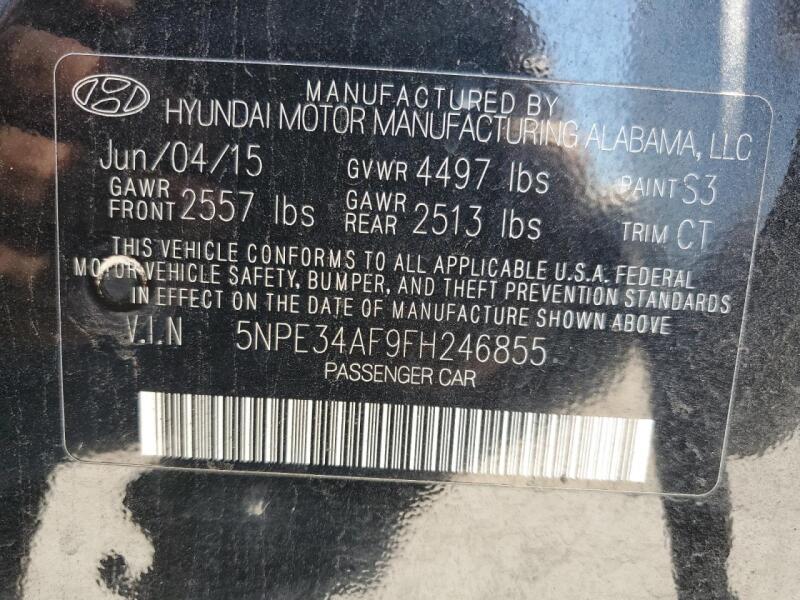 MANUFACTURED BY
HYUNDAI MOTOR MANUFACTURING ALABAMA, LLC
Jun/04/15 GVWR 4497 lbs PAINT S3
GAWR FRONT 2557 lbs GAWR REAR 2513 lbs TRIM CT
THIS VEHICLE CONFORMS TO ALL APPLICABLE U.S.A. FEDERAL
MOTOR VEHICLE SAFETY, BUMPER, AND THEFT PREVENTION STANDARDS
IN EFFECT ON THE DATE OF MANUFACTURE SHOWN ABOVE
V.I.N 5NPE34AF9FH246855
PASSENGER CAR